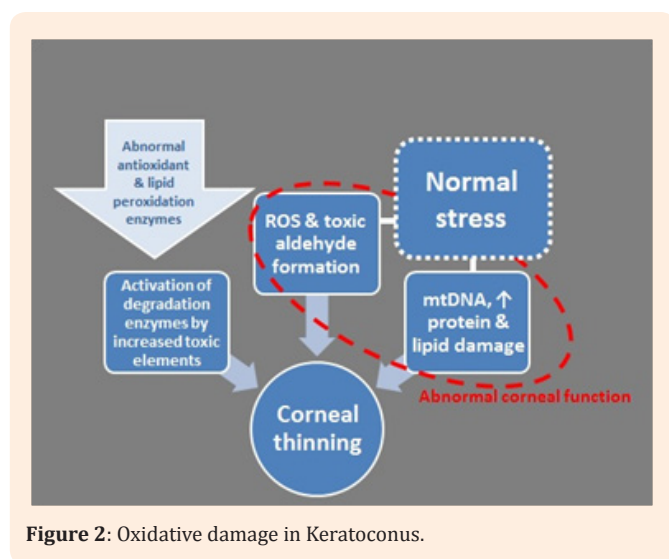 Abnormal
antioxidant
& lipid
peroxidation
enzymes
Normal
stress
ROS & toxic
aldehyde
formation
Activation of
degradation
enzymes by
increased toxic
elements
mtDNA, ↑
protein &
lipid damage
Abnormal corneal function
Corneal
thinning
Figure 2: Oxidative damage in Keratoconus.